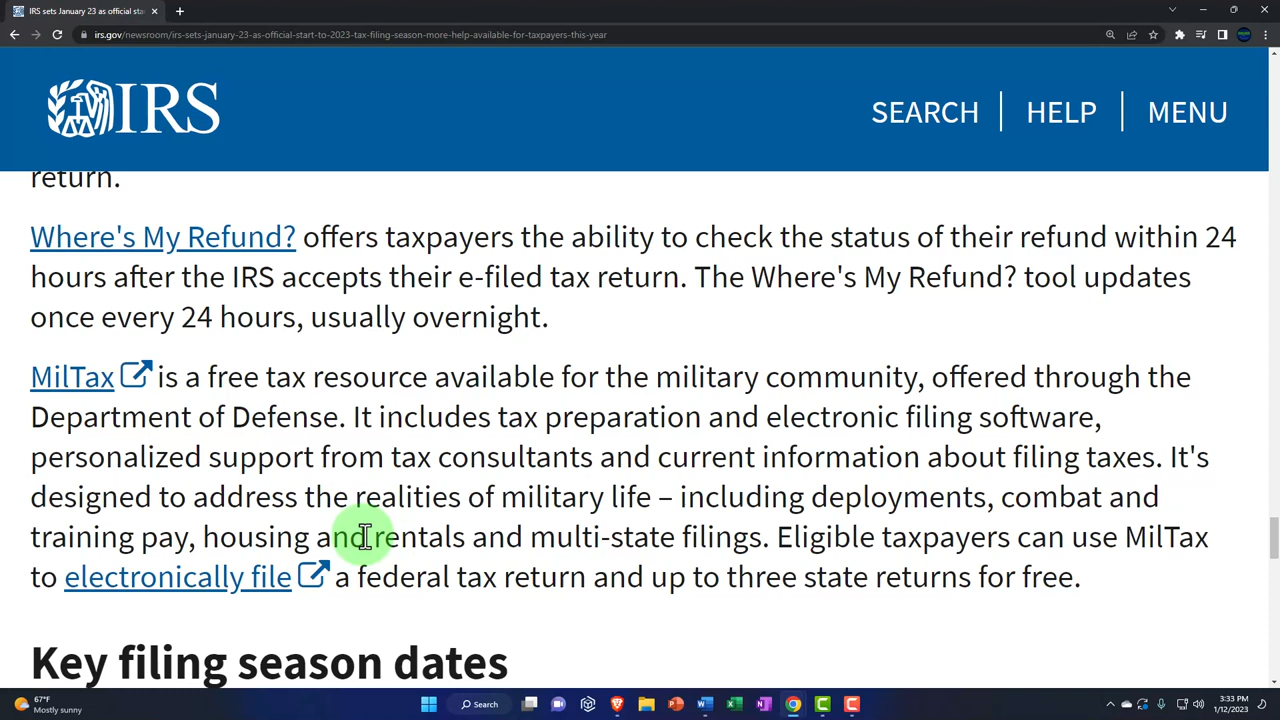 IRS sets January 23 as official star
irs.gov/newsroom/irs-sets-january-23-as-official-start-to-2023-tax-filing-season-more-help-available-for-taxpayers-this-year
IRS
SEARCH
HELP
MENU
return.
Where's My Refund? offers taxpayers the ability to check the status of their refund within 24
hours after the IRS accepts their e-filed tax return. The Where's My Refund? tool updates
once every 24 hours, usually overnight.
MilTax is a free tax resource available for the military community, offered through the
Department of Defense. It includes tax preparation and electronic filing software,
personalized support from tax consultants and current information about filing taxes. It's
designed to address the realities of military life – including deployments, combat and
training pay, housing and rentals and multi-state filings. Eligible taxpayers can use MilTax
to electronically file a federal tax return and up to three state returns for free.
Key filing season dates
67°F
Mostly sunny
Search
3:33 PM
1/12/2023